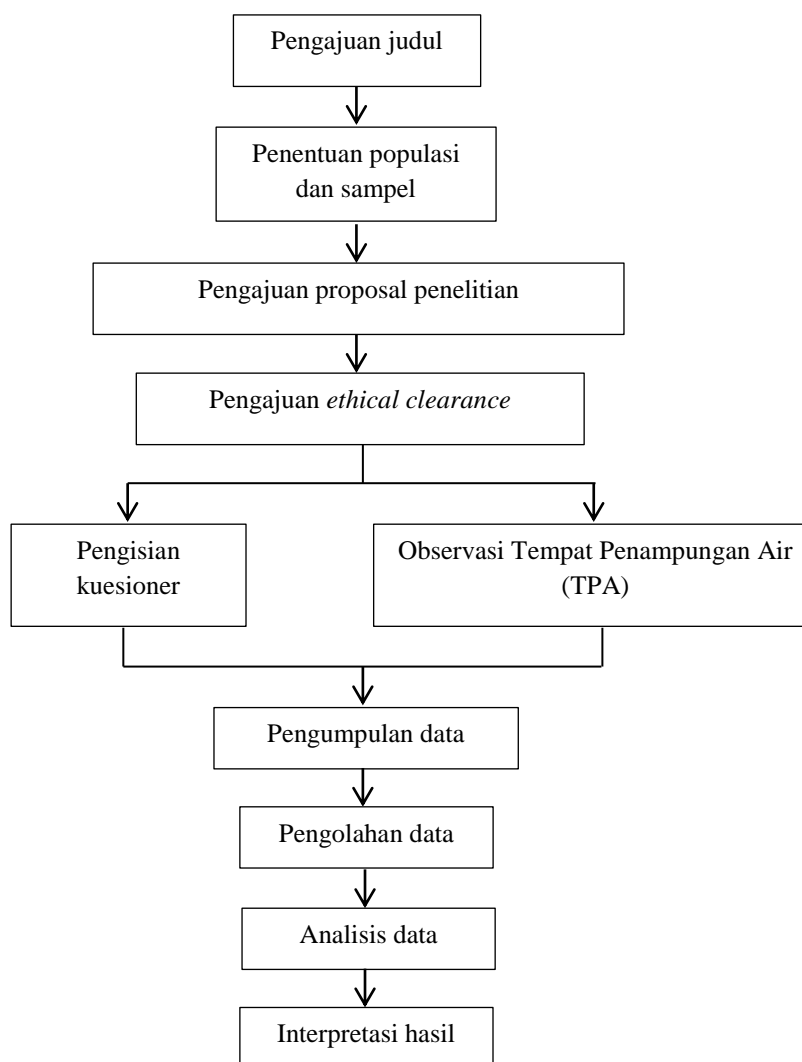 Pengajuan judul
Penentuan populasi
dan sampel
Pengajuan proposal penelitian
Pengajuan ethical clearance
Pengisian
kuesioner
Observasi Tempat Penampungan Air
(TPA)
Pengumpulan data
Pengolahan data
Analisis data
Interpretasi hasil